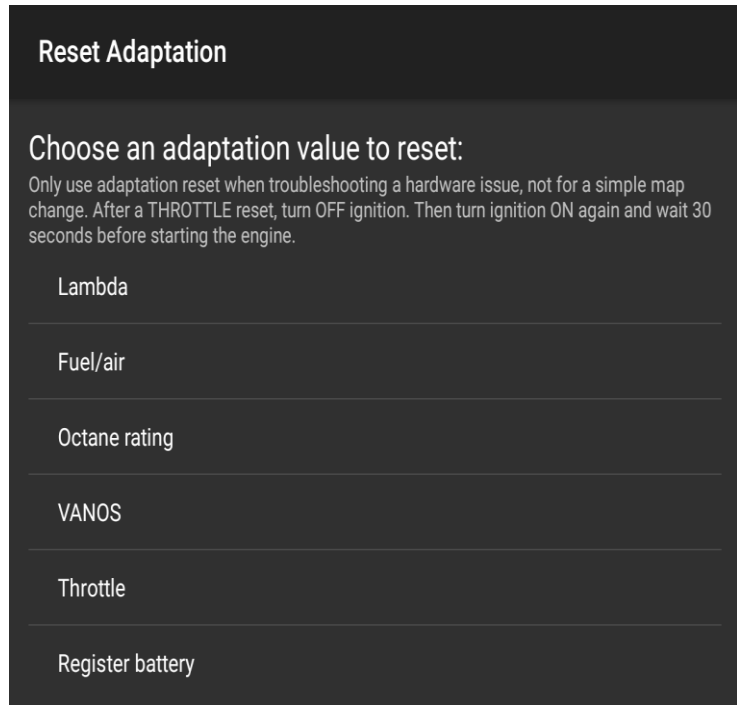 Reset Adaptation
Choose an adaptation value to reset:
Only use adaptation reset when troubleshooting a hardware issue, not for a simple map
change. After a THROTTLE reset, turn OFF ignition. Then turn ignition ON again and wait 30
seconds before starting the engine.
Lambda
Fuel/air
Octane rating
VANOS
Throttle
Register battery